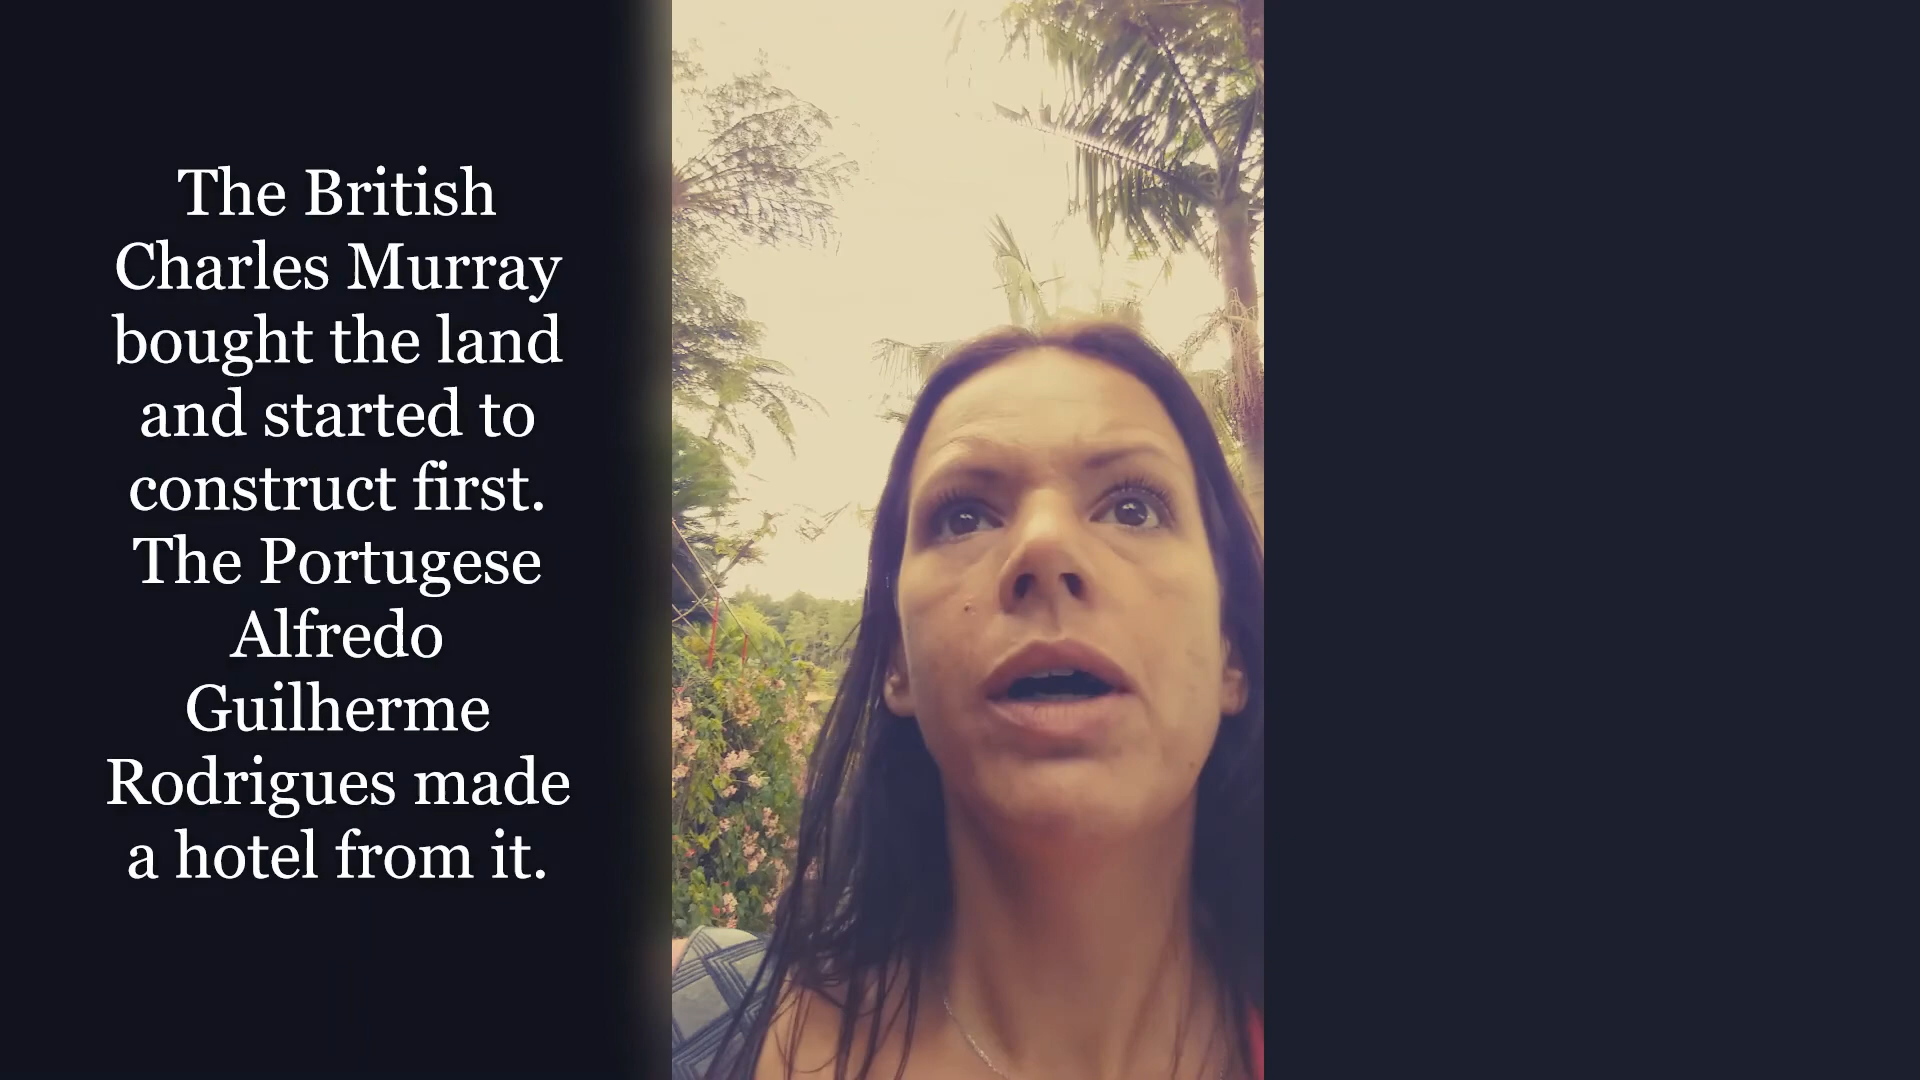 The British
Charles Murray
bought the land
and started to
construct first.
The Portugese
Alfredo
Guilherme
Rodrigues made
a hotel from it.